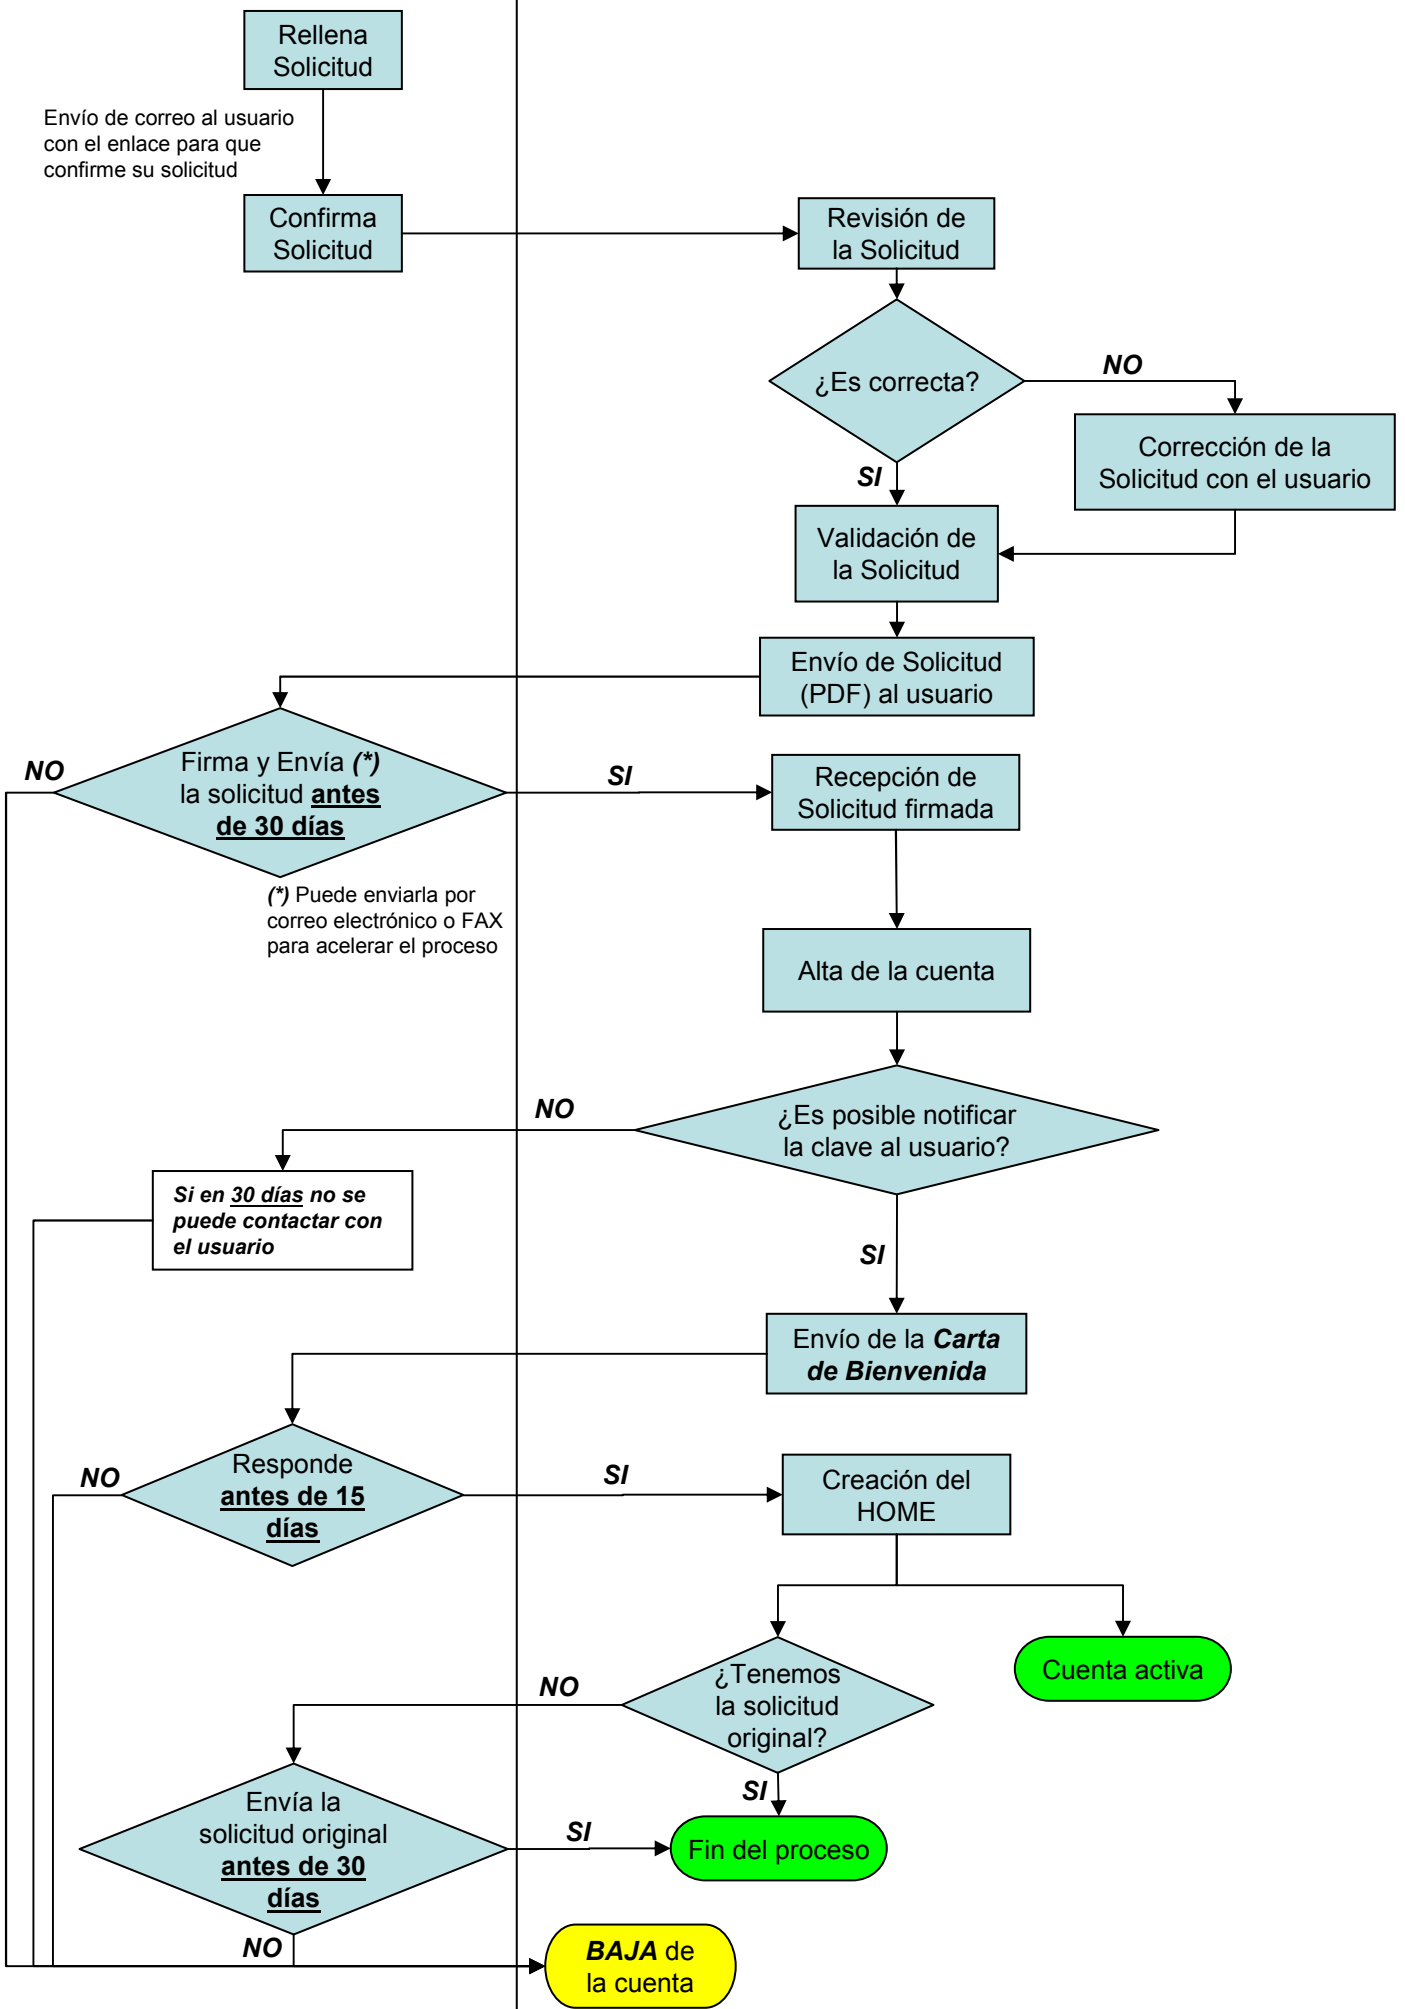 Rellena
Solicitud
Envío de correo al usuario
con el enlace para que
confirme su solicitud
Confirma
Solicitud
Revisión de
la Solicitud
¿Es correcta?
NO
Corrección de la
Solicitud con el usuario
SI
Validación de
la Solicitud
Envío de Solicitud
(PDF) al usuario
NO
Firma y Envía (*)
la solicitud antes
de 30 días
SI
Recepción de
Solicitud firmada
(*) Puede enviarla por
correo electrónico o FAX
para acelerar el proceso
Alta de la cuenta
¿Es posible notificar
la clave al usuario?
NO
Si en 30 días no se
puede contactar con
el usuario
SI
Envío de la Carta
de Bienvenida
NO
Responde
antes de 15
días
SI
Creación del
HOME
¿Tenemos
la solicitud
original?
Cuenta activa
NO
SI
Envía la
solicitud original
antes de 30
días
SI
Fin del proceso
NO
BAJA de
la cuenta